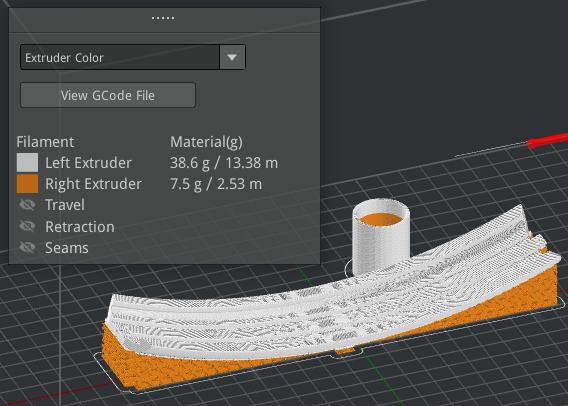 Extruder Color
View GCode File
Filament Material(g)
Left Extruder 38.6 g / 13.38 m
Right Extruder 7.5 g / 2.53 m
Travel
Retraction
Seams